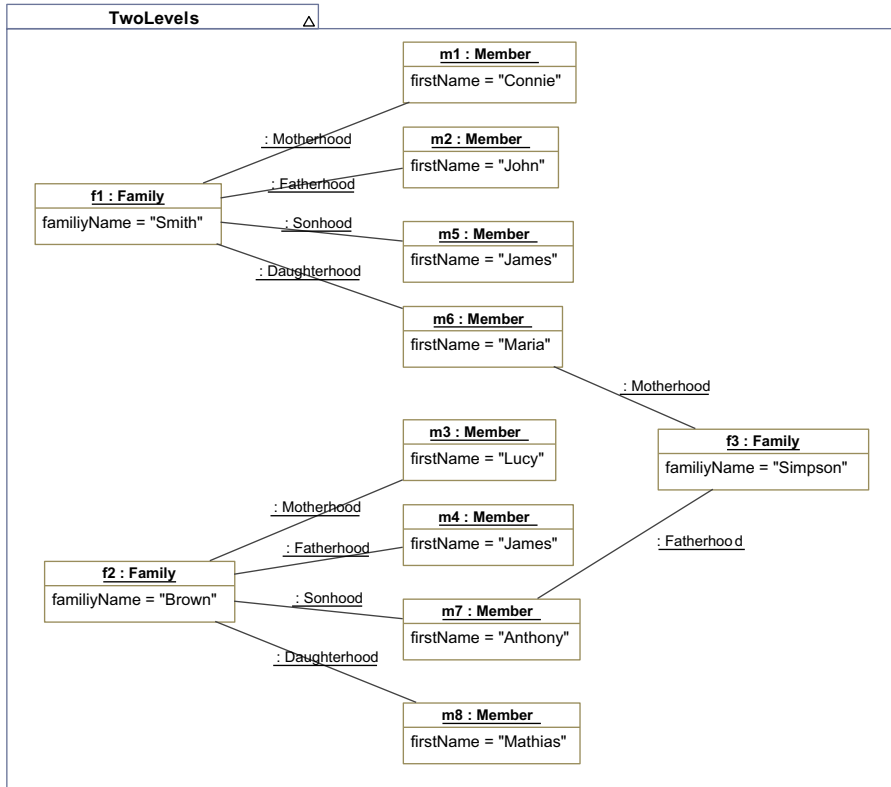 TwoLevels
m1 : Member
firstName = "Connie"
: Motherhood
m2 : Member
firstName = "John"
: Fatherhood
f1 : Family
familiyName = "Smith"
: Sonhood
m5 : Member
firstName = "James"
: Daughterhood
m6 : Member
firstName = "Maria"
: Motherhood
m3 : Member
firstName = "Lucy"
f3 : Family
familiyName = "Simpson"
: Motherhood
m4 : Member
firstName = "James"
: Fatherhood
: Fatherhood
f2 : Family
familiyName = "Brown"
: Sonhood
m7 : Member
firstName = "Anthony"
: Daughterhood
m8 : Member
firstName = "Mathias"